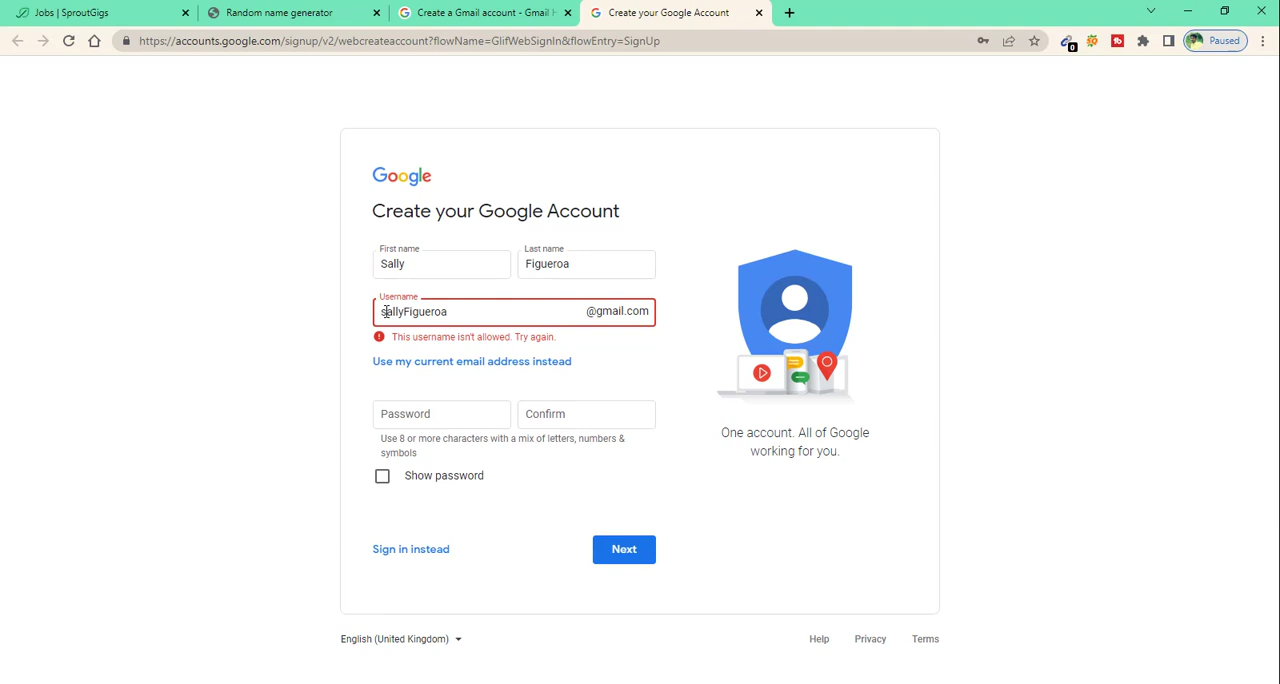 Jobs | SproutGigs
Random name generator
Create a Gmail account - Gmail H
Create your Google Account
https://accounts.google.com/signup/v2/webcreateaccount?flowName=GlifWebSignIn&flowEntry=SignUp
0
Paused
Google
Create your Google Account
First name
Last name
Sally
Figueroa
Username
sallyFigueroa
@gmail.com
This username isn't allowed. Try again.
Use my current email address instead
Password
Confirm
Use 8 or more characters with a mix of letters, numbers &
symbols
Show password
One account. All of Google
working for you.
Sign in instead
Next
English (United Kingdom)
Help
Privacy
Terms